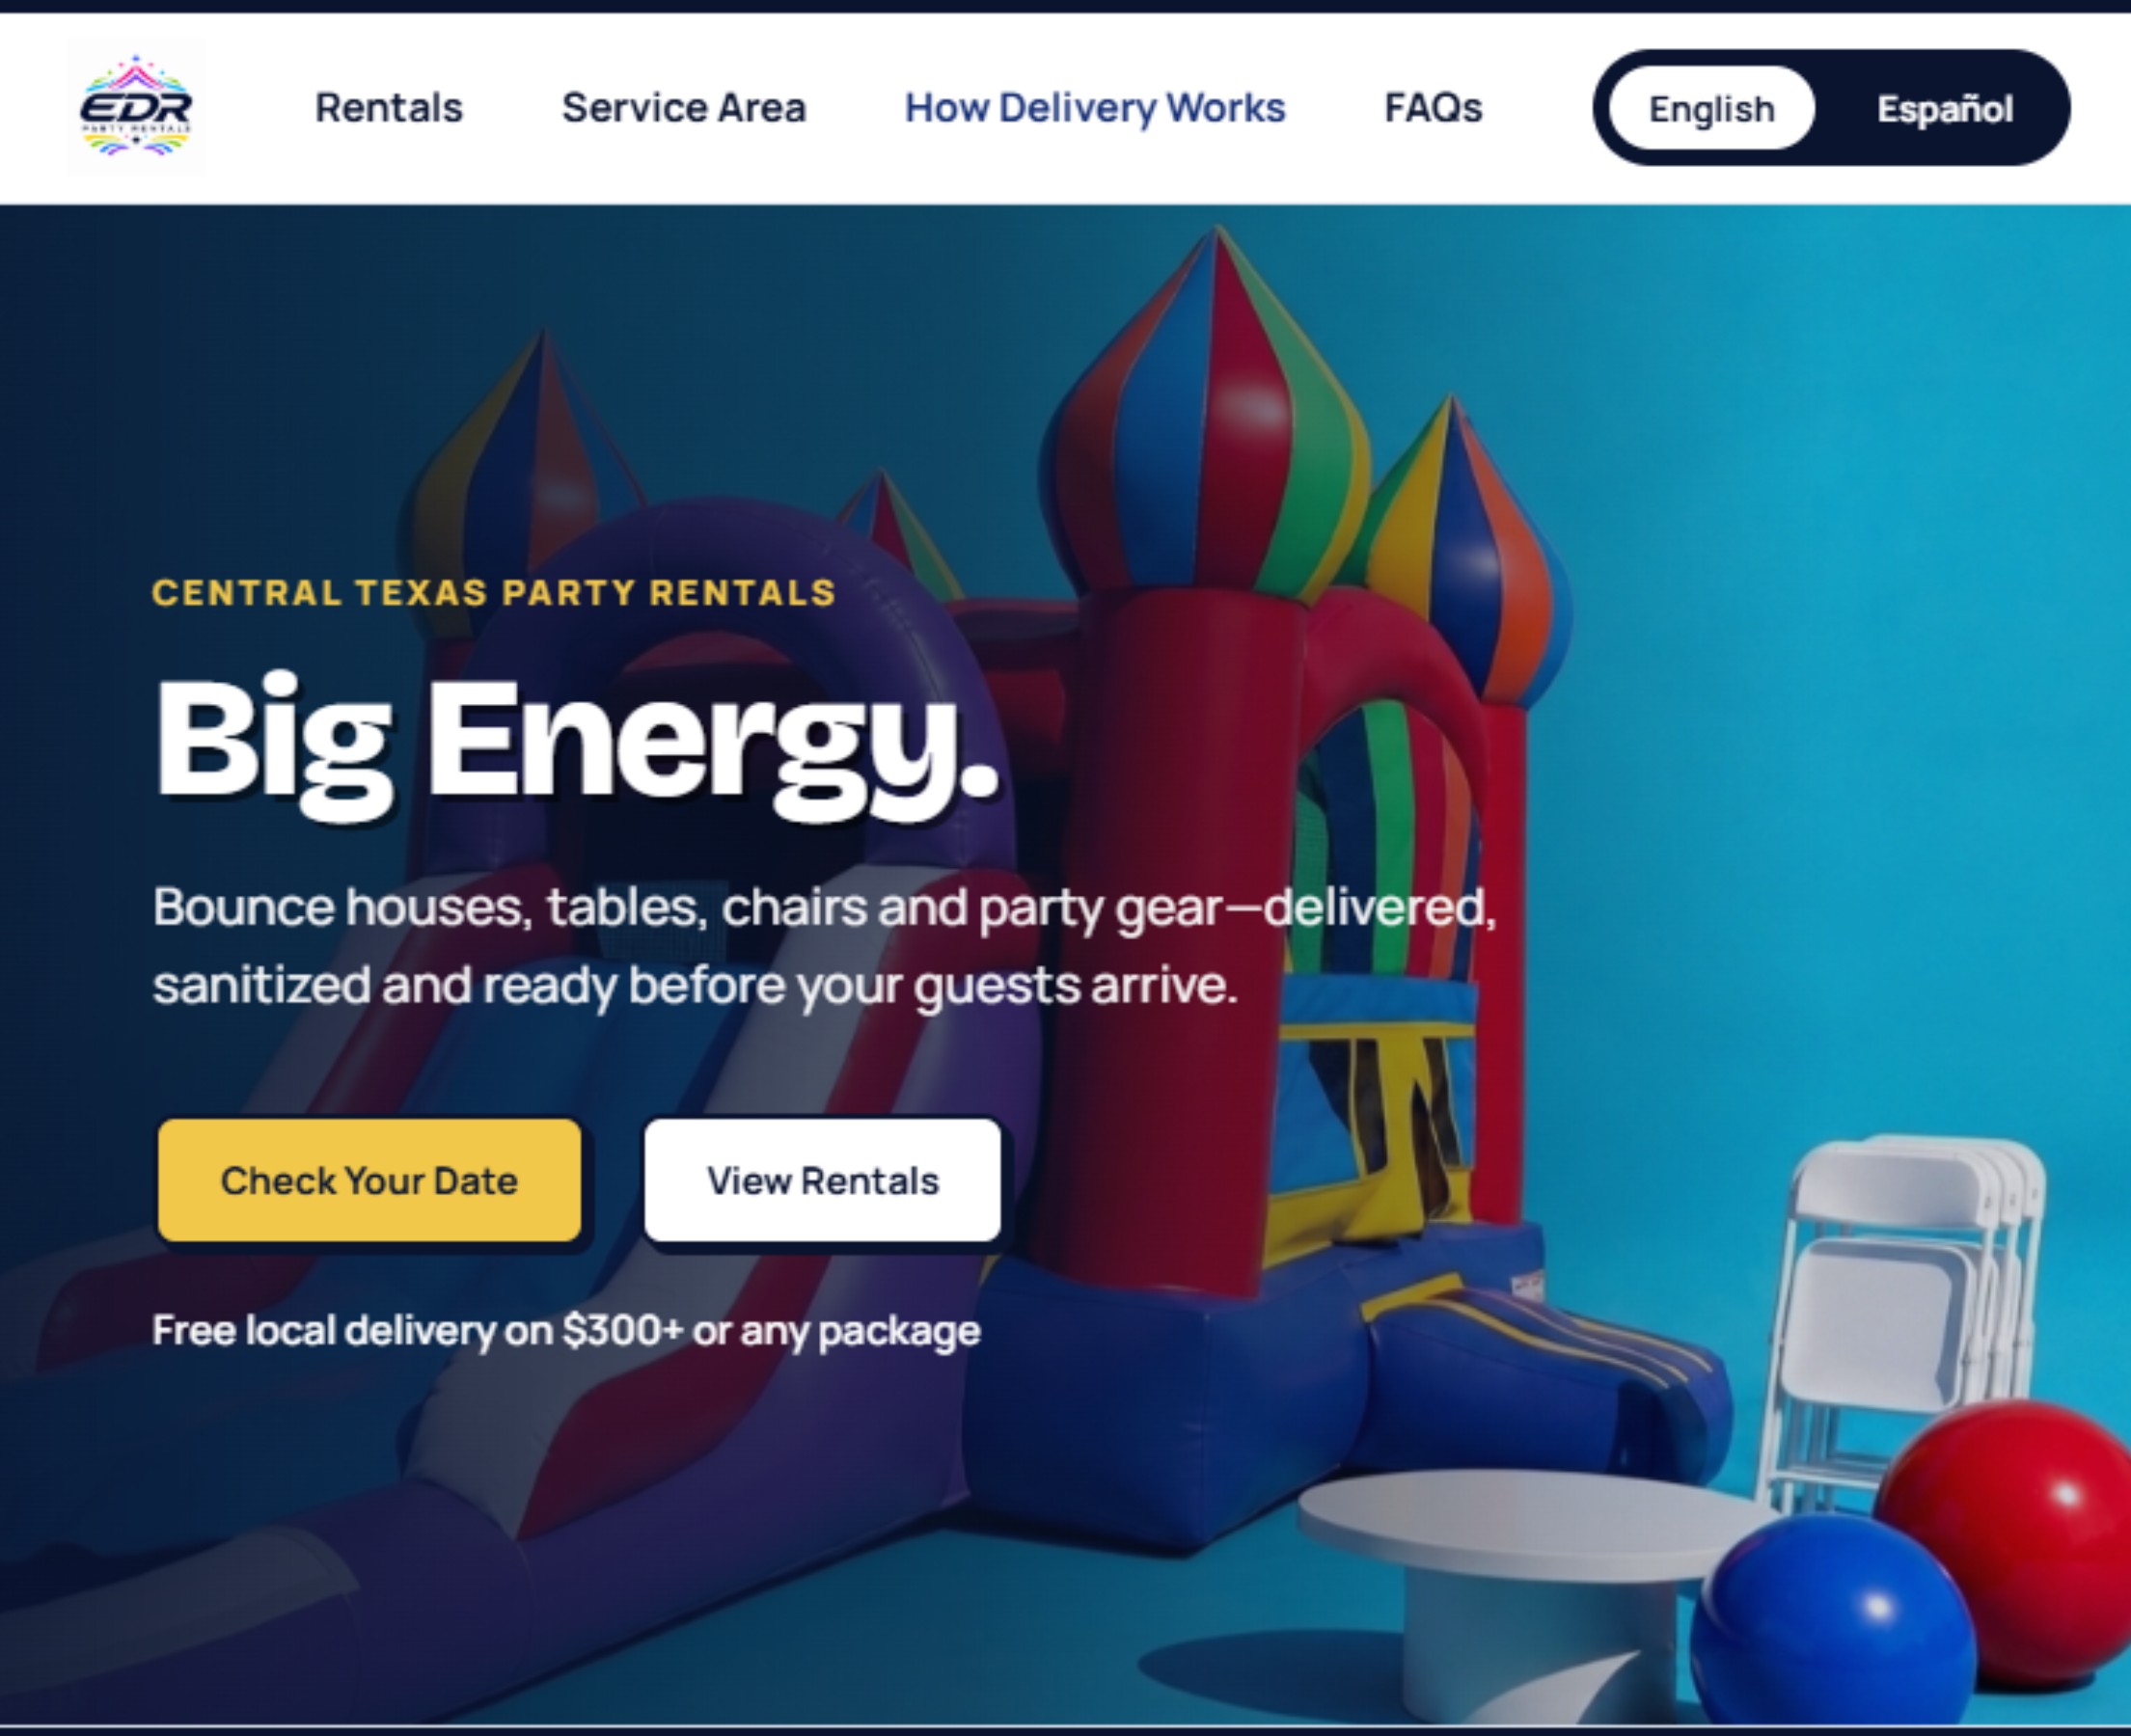 EDR
PARTY RENTALS
Rentals
Service Area
How Delivery Works
FAQs
English
Español
CENTRAL TEXAS PARTY RENTALS
Big Energy.
Bounce houses, tables, chairs and party gear—delivered,
sanitized and ready before your guests arrive.
Check Your Date
View Rentals
Free local delivery on $300+ or any package